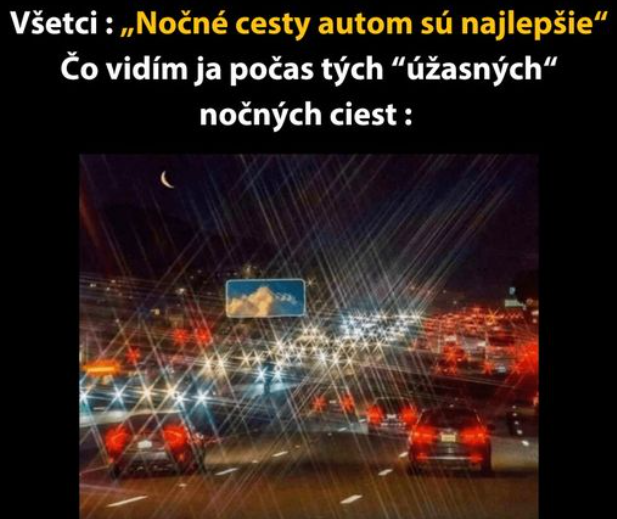 Všetci : „Nočné cesty autom sú najlepšie“
Čo vidím ja počas tých “úžasných“
nočných ciest :